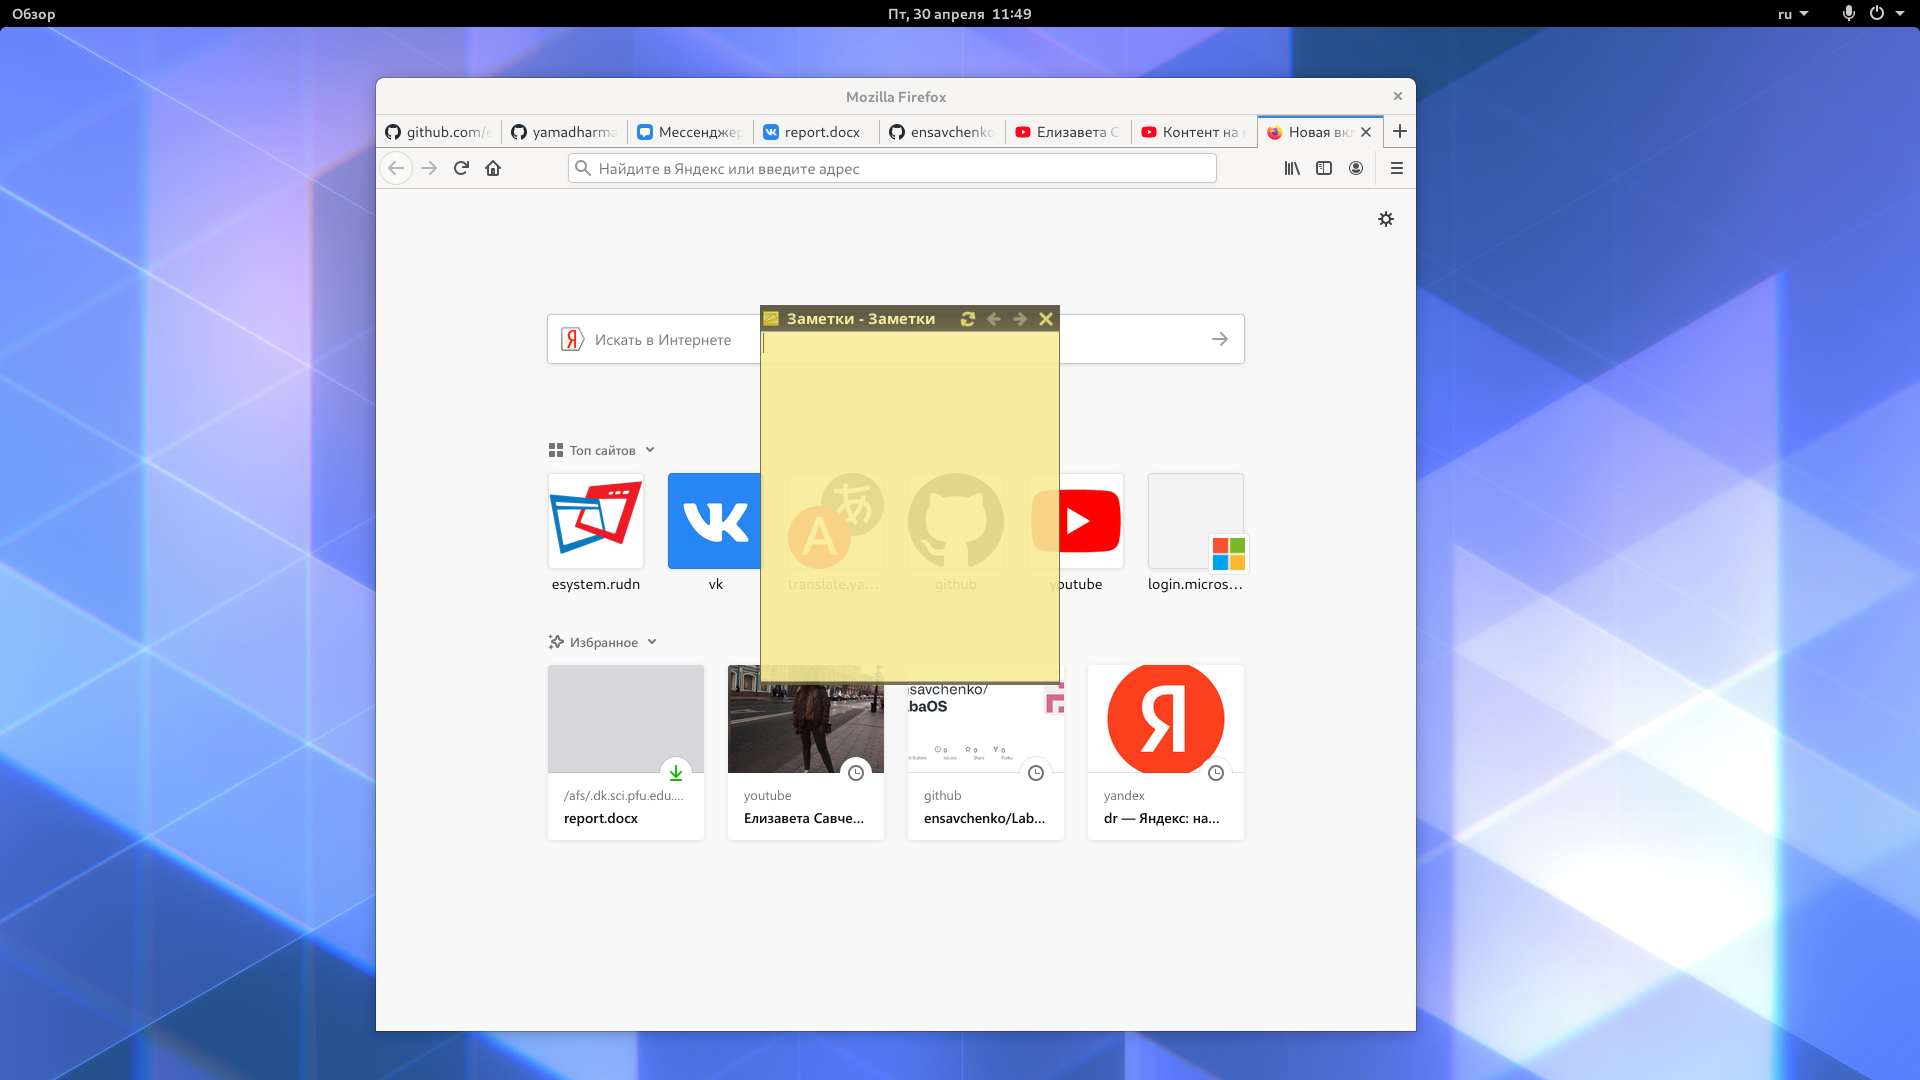 Обзор
Пт, 30 апреля 11:49
ru
Mozilla Firefox
github.com/e
yamadharma
Мессенджер
report.docx
ensavchenko
Елизавета С
Контент на к
Новая вк
Найдите в Яндекс или введите адрес
Заметки - Заметки
Искать в Интернете
Топ сайтов
esystem.rudn
vk
translate.ya...
github
youtube
login.micros...
Избранное
nsavchenko/
baOS
/afs/.dk.sci.pfu.edu....
report.docx
youtube
Елизавета Савче...
github
ensavchenko/Lab...
yandex
dr — Яндекс: на...